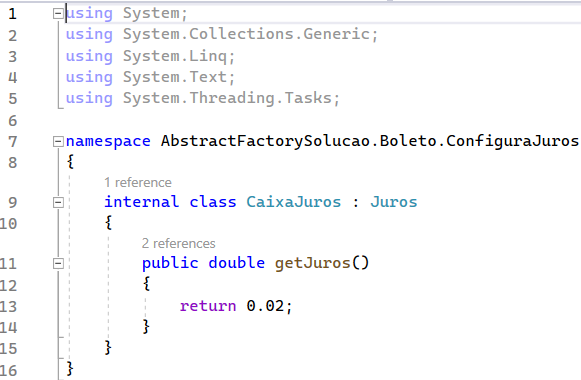 1 using System;
2 using System.Collections.Generic;
3 using System.Linq;
4 using System.Text;
5 using System.Threading.Tasks;
6
7 namespace AbstractFactorySolucao.Boleto.ConfiguraJuros
8 {
1 reference
9 internal class CaixaJuros : Juros
10 {
2 references
11 public double getJuros()
12 {
13 return 0.02;
14 }
15 }
16 }